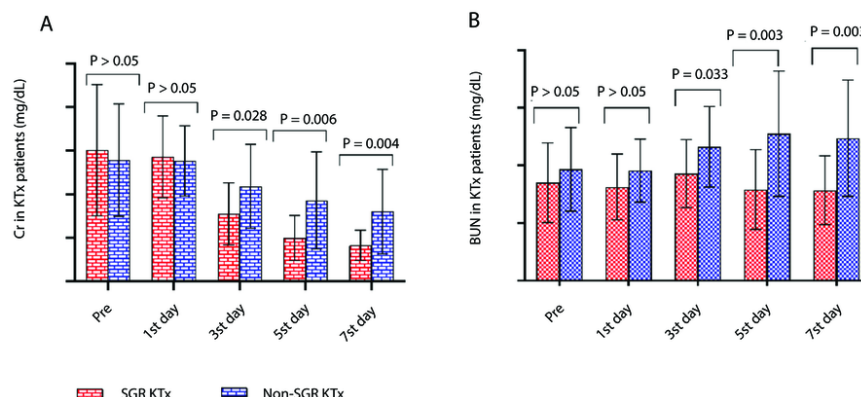 A
Cr in KTx patients (mg/dL)
P > 0.05
P > 0.05
P = 0.028
P = 0.006
P = 0.004
Pre
1st day
3st day
5st day
7st day
B
BUN in KTx patients (mg/dL)
P > 0.05
P > 0.05
P = 0.033
P = 0.003
P = 0.003
Pre
1st day
3st day
5st day
7st day
SGR KTx
Non-SGR KTx